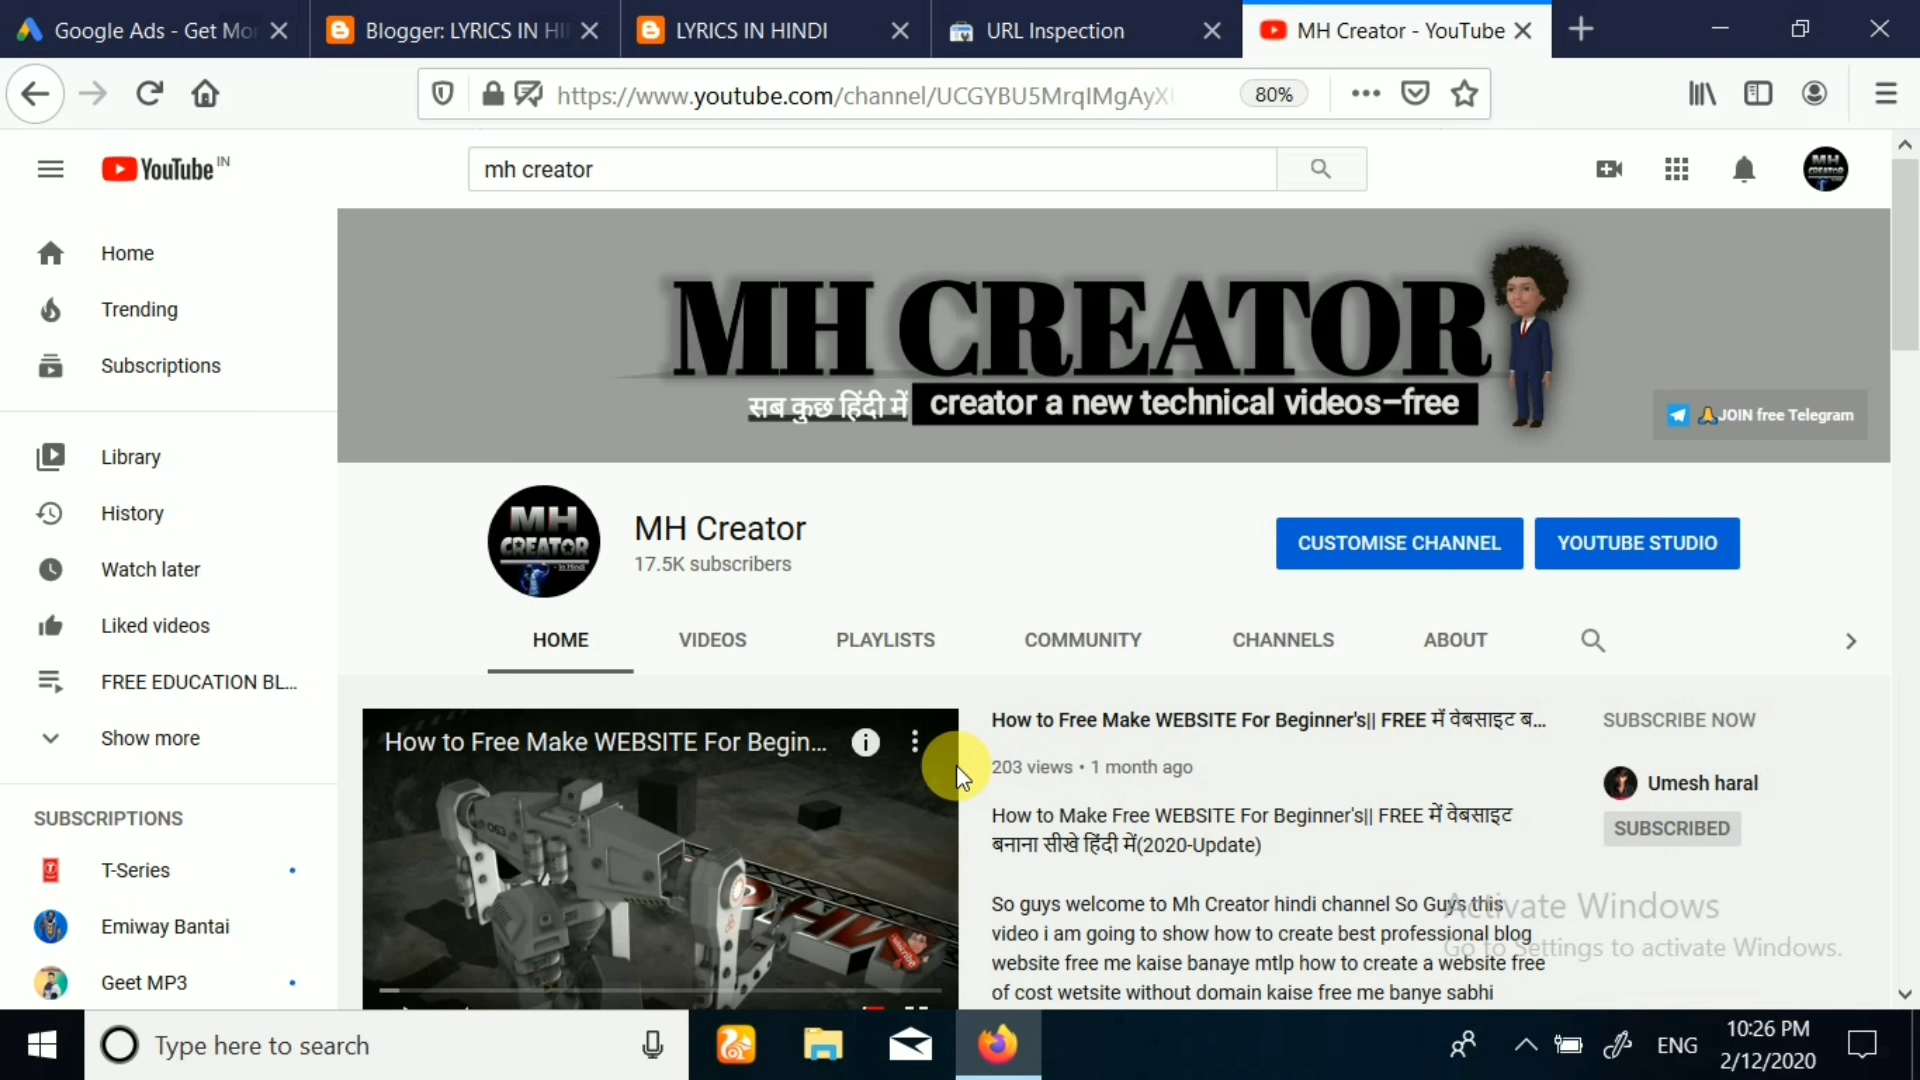 Google Ads - Get Mo
Blogger: LYRICS IN HI
LYRICS IN HINDI
URL Inspection
MH Creator - YouTube
https://www.youtube.com/channel/UCGYBU5MrqIMgAyX
80%
YouTube IN
mh creator
MH CREATOR
Home
Trending
Subscriptions
Library
History
Watch later
Liked videos
FREE EDUCATION BL...
Show more
SUBSCRIPTIONS
T-Series
Emiway Bantai
Geet MP3
MH CREATOR
सब कुछ हिंदी में creator a new technical videos-free
🙏JOIN free Telegram
MH
CREATOR
- In Hindi
MH Creator
17.5K subscribers
CUSTOMISE CHANNEL
YOUTUBE STUDIO
HOME
VIDEOS
PLAYLISTS
COMMUNITY
CHANNELS
ABOUT
How to Free Make WEBSITE For Begin...
How to Free Make WEBSITE For Beginner's|| FREE में वेबसाइट ब...
203 views • 1 month ago
How to Make Free WEBSITE For Beginner's|| FREE में वेबसाइट
बनाना सीखे हिंदी में(2020-Update)
So guys welcome to Mh Creator hindi channel So Guys this
video i am going to show how to create best professional blog
website free me kaise banaye mtlp how to create a website free
of cost wetsite without domain kaise free me banye sabhi
SUBSCRIBE NOW
Umesh haral
SUBSCRIBED
Activate Windows
Go to Settings to activate Windows.
Type here to search
ENG
10:26 PM
2/12/2020